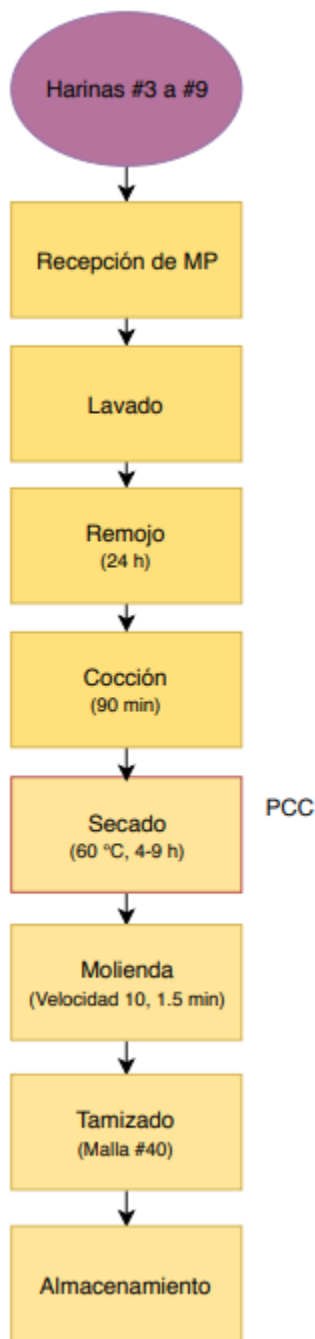 Harinas #3 a #9
Recepción de MP
Lavado
Remojo
(24 h)
Cocción
(90 min)
Secado
(60 °C, 4-9 h)
PCC
Molienda
(Velocidad 10, 1.5 min)
Tamizado
(Malla #40)
Almacenamiento